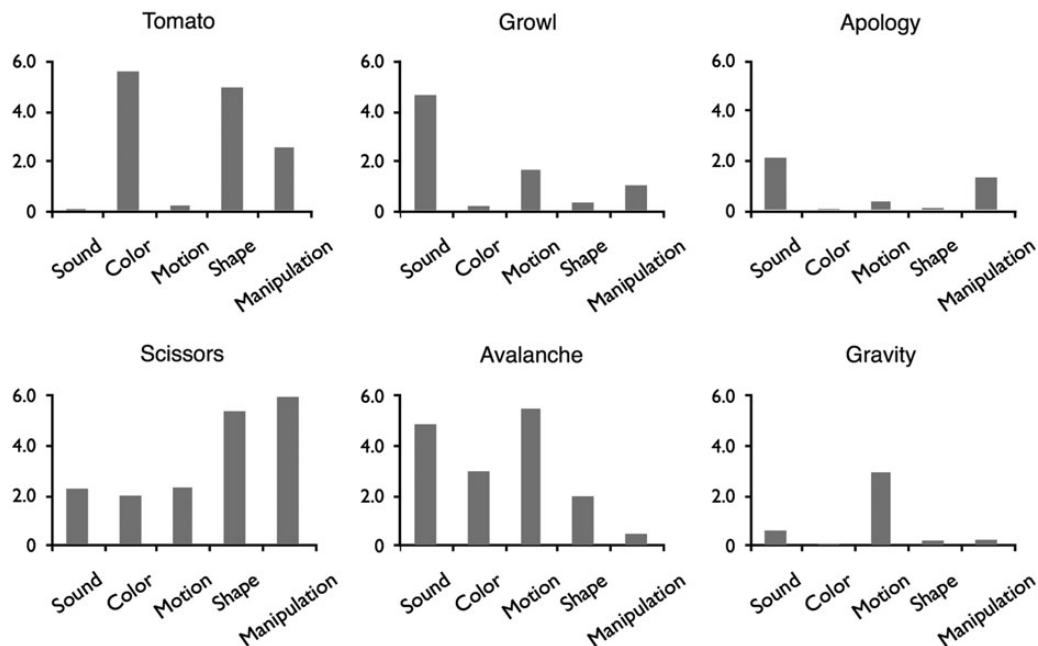 Tomato
6.0
4.0
2.0
0
Sound
Color
Motion
Shape
Manipulation
Growl
6.0
4.0
2.0
0
Sound
Color
Motion
Shape
Manipulation
Apology
6.0
4.0
2.0
0
Sound
Color
Motion
Shape
Manipulation
Scissors
6.0
4.0
2.0
0
Sound
Color
Motion
Shape
Manipulation
Avalanche
6.0
4.0
2.0
0
Sound
Color
Motion
Shape
Manipulation
Gravity
6.0
4.0
2.0
0
Sound
Color
Motion
Shape
Manipulation